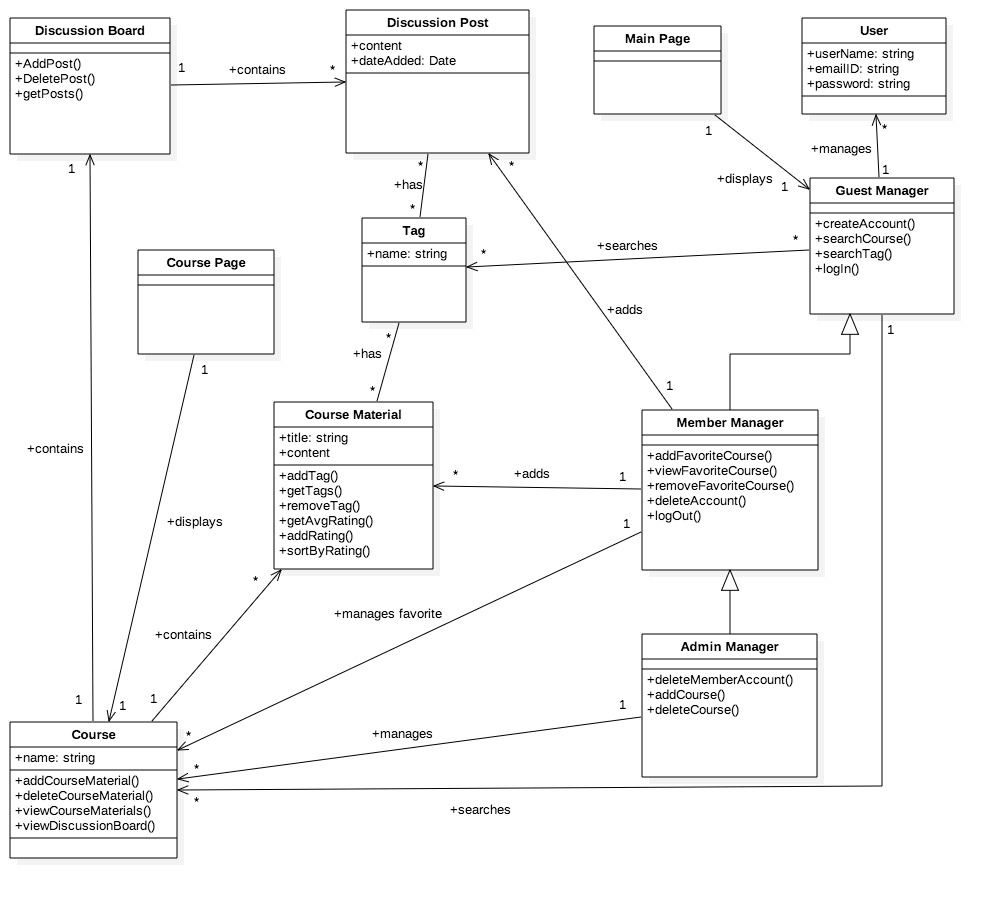 Discussion Board
+AddPost()
+DeletePost()
+getPosts()
1
+contains
*
Discussion Post
+content
+dateAdded: Date
Main Page
User
+userName: string
+emailID: string
+password: string
1
+displays
1
*
+manages
1
Guest Manager
+createAccount()
+searchCourse()
+searchTag()
+logIn()
1
*
+has
*
*
Tag
+name: string
*
+searches
*
Course Page
1
*
+has
*
+adds
1
1
Course Material
+title: string
+content
+addTag()
+getTags()
+removeTag()
+getAvgRating()
+addRating()
+sortByRating()
*
+adds
1
Member Manager
+addFavoriteCourse()
+viewFavoriteCourse()
+removeFavoriteCourse()
+deleteAccount()
+logOut()
1
+contains
+displays
*
+manages favorite
+contains
Admin Manager
+deleteMemberAccount()
+addCourse()
+deleteCourse()
1
1
1
1
*
+manages
*
*
+searches
Course
+name: string
+addCourseMaterial()
+deleteCourseMaterial()
+viewCourseMaterials()
+viewDiscussionBoard()